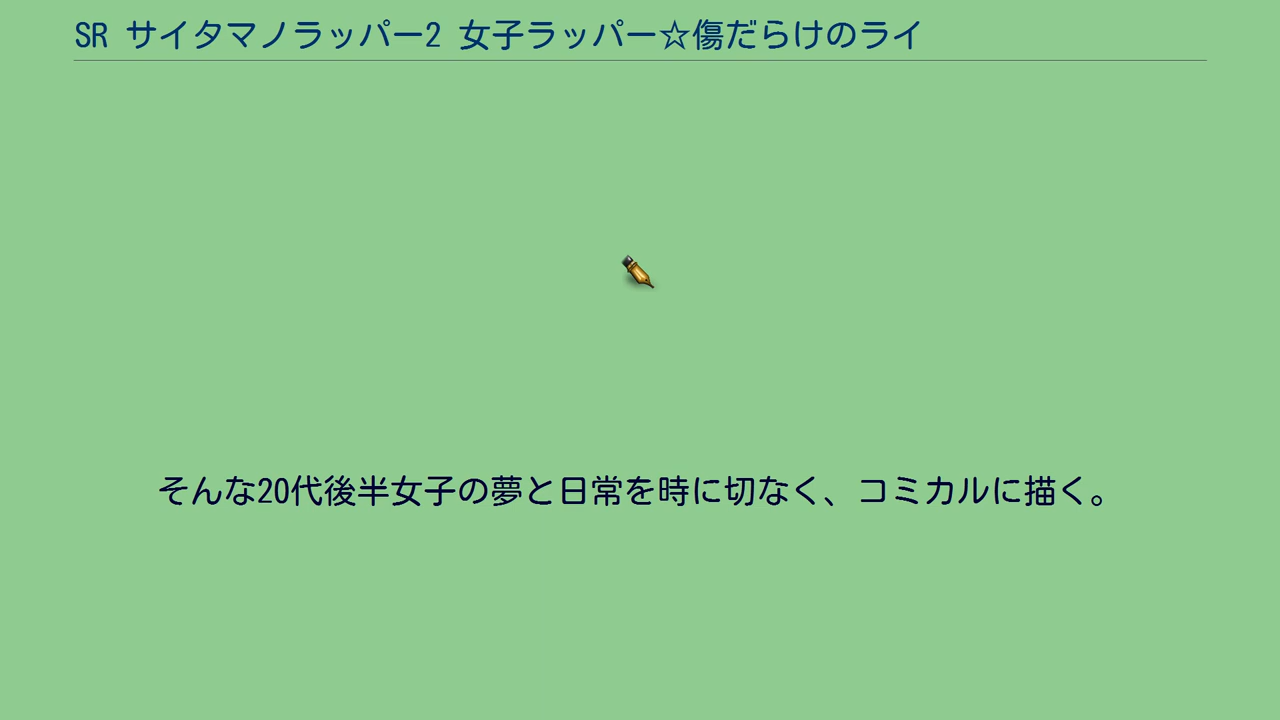 SR サイタマノラッパー2 女子ラッパー☆傷だらけのライ
そんな20代後半女子の夢と日常を時に切なく、コミカルに描く。